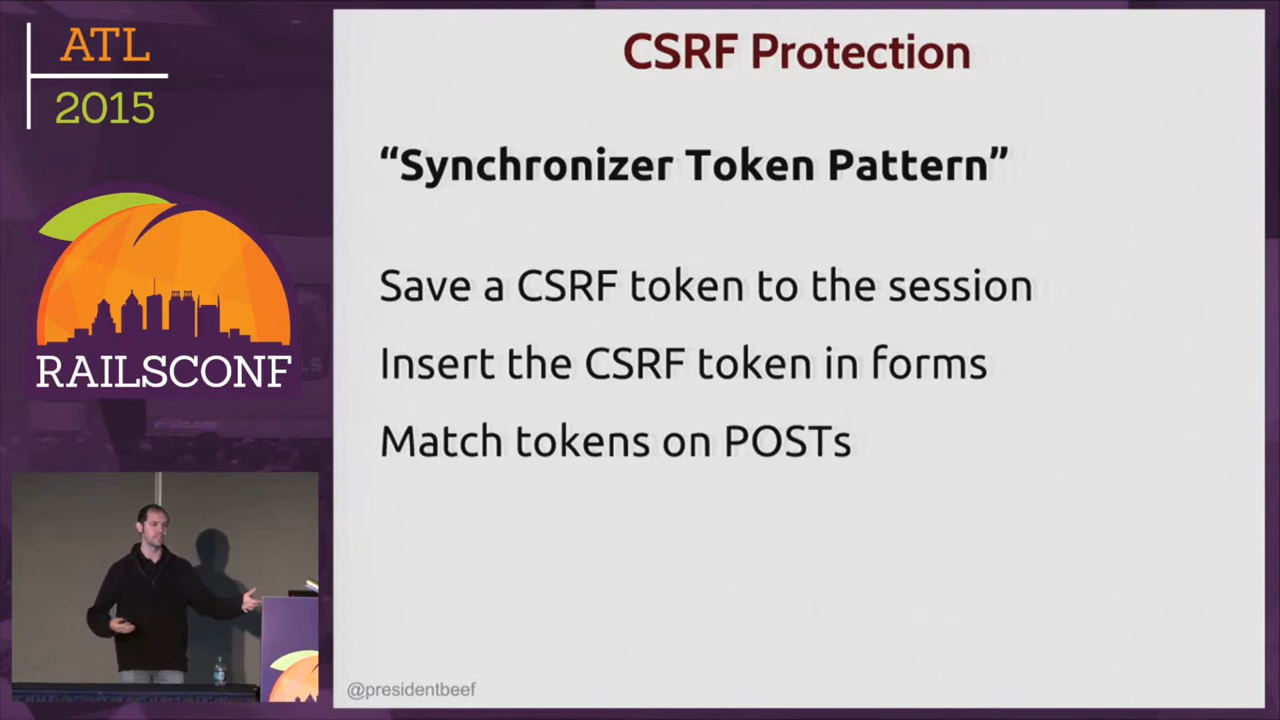 ATL
2015
RAILSCONF
CSRF Protection
“Synchronizer Token Pattern”
Save a CSRF token to the session
Insert the CSRF token in forms
Match tokens on POSTs
@presidentbeef